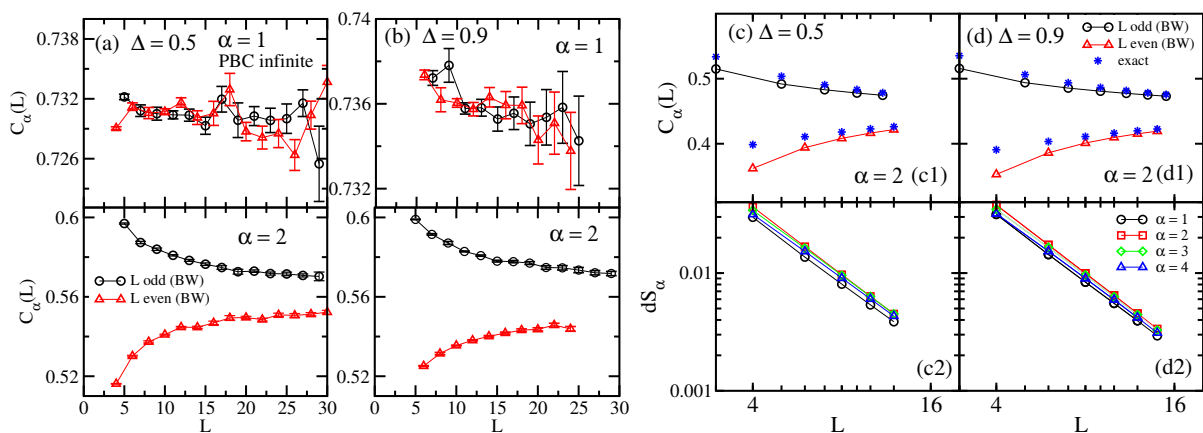 (a) Δ = 0.5 α = 1
PBC infinite
0.738
0.732
0.726
C_α(L)
(b) Δ = 0.9
α = 1
0.74
0.736
0.732
0.6
0.56
0.52
C_α(L)
α = 2
L odd (BW)
L even (BW)
0 5 10 15 20 25 30
L
0.6
0.56
0.52
α = 2
0 5 10 15 20 25 30
L
(c) Δ = 0.5
0.5
0.4
C_α(L)
α = 2 (c1)
(d) Δ = 0.9
L odd (BW)
L even (BW)
exact
α = 2 (d1)
0.01
0.001
dS_α
(c2)
4 16
L
α = 1
α = 2
α = 3
α = 4
(d2)
4 16
L